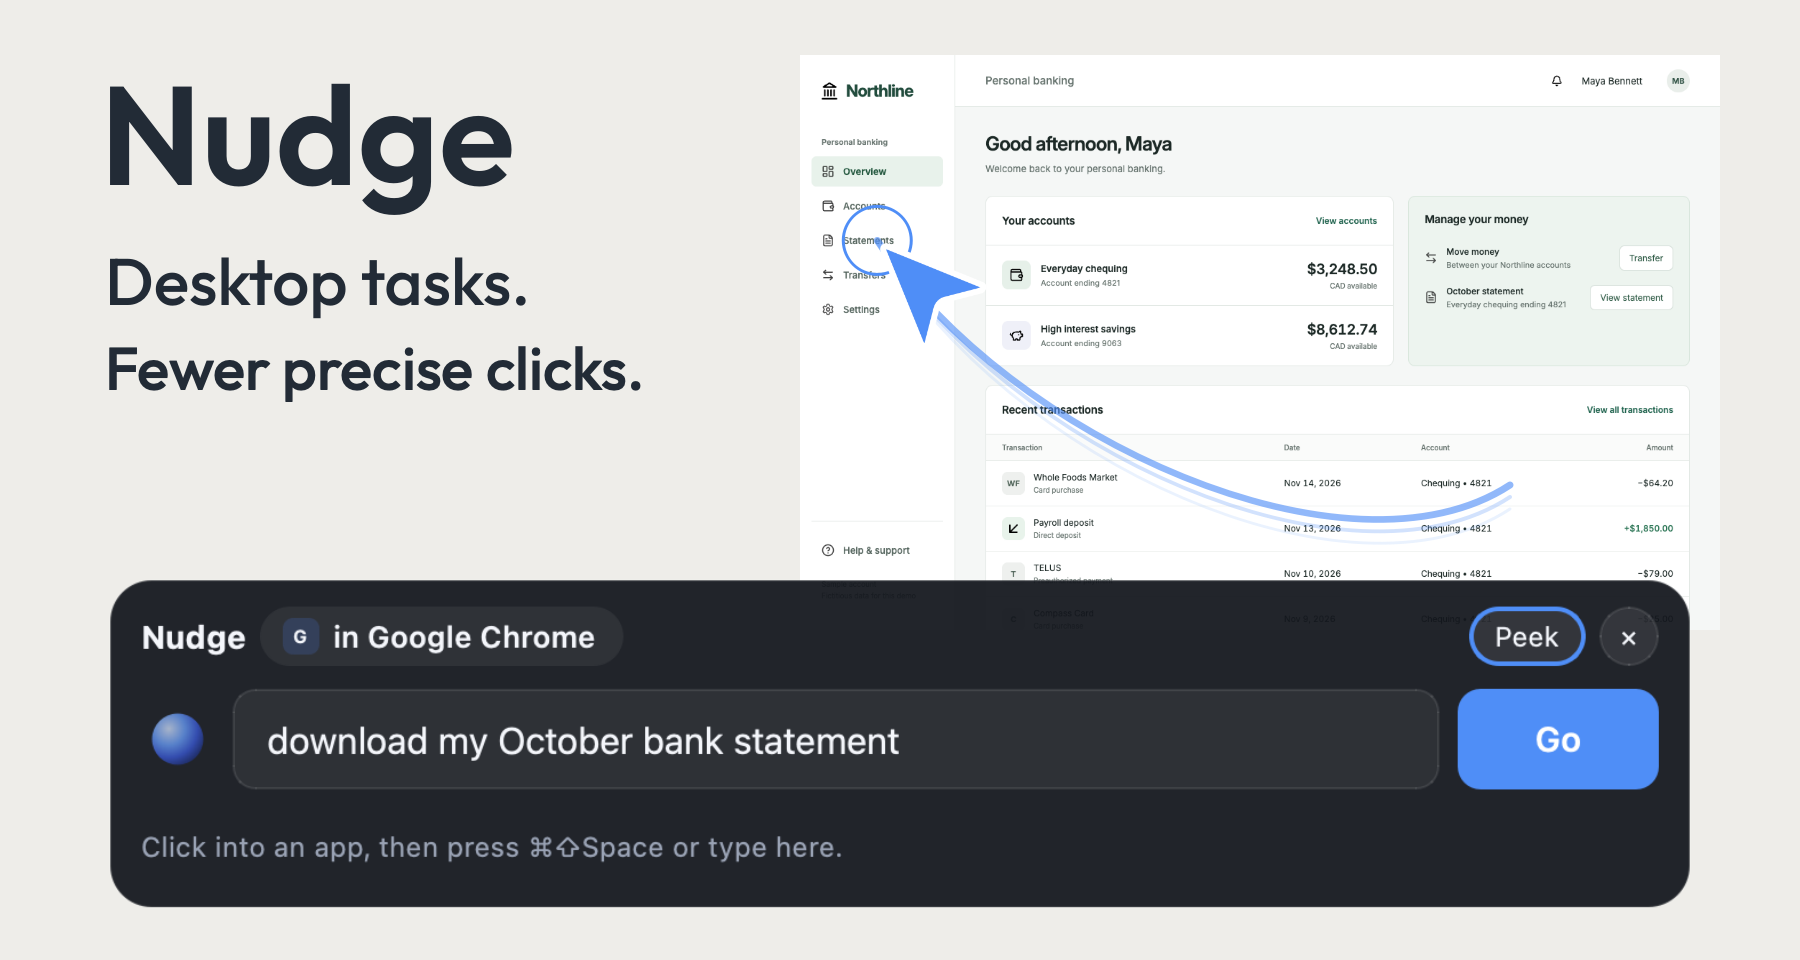 Nudge
Desktop tasks.
Fewer precise clicks.
Northline
Personal banking
Overview
Accounts
Statements
Transfers
Settings
Help & support
Personal banking
Maya Bennett
MB
Good afternoon, Maya
Welcome back to your personal banking.
Your accounts
View accounts
Everyday chequing
Account ending 4821
$3,248.50
CAD available
High interest savings
Account ending 9063
$8,612.74
CAD available
Manage your money
Move money
Between your Northline accounts
Transfer
October statement
Everyday chequing ending 4821
View statement
Recent transactions
View all transactions
Transaction Date Account Amount
WF Whole Foods Market Nov 14, 2026 Chequing • 4821 −$64.20
Card purchase
Payroll deposit Nov 13, 2026 Chequing • 4821 +$1,850.00
Direct deposit
T TELUS Nov 10, 2026 Chequing • 4821 −$79.00
Preauthorized payment
Compass Card
Nudge
G in Google Chrome
Peek
×
download my October bank statement
Go
Click into an app, then press ⌘⇧Space or type here.